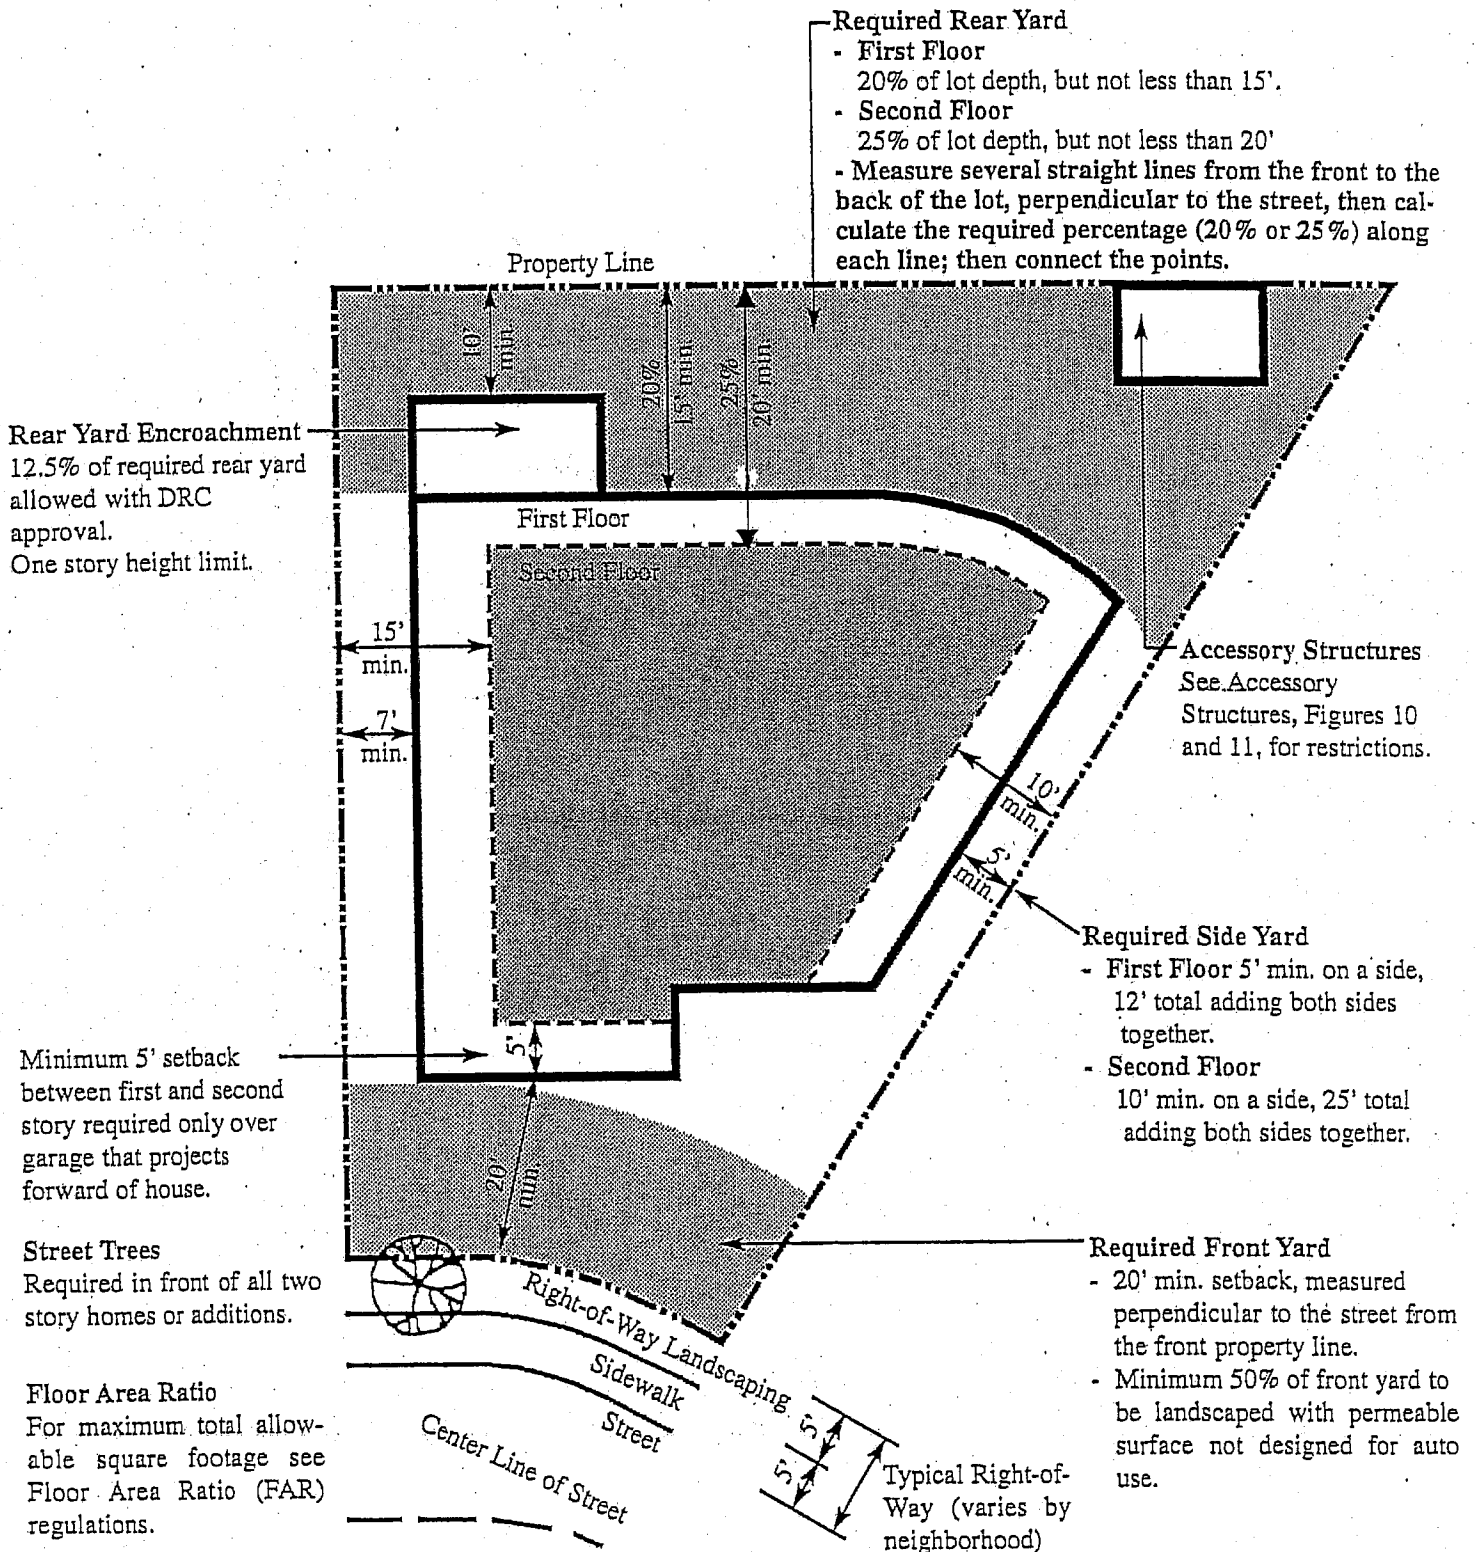 Required Rear Yard
- First Floor
20% of lot depth, but not less than 15'.
- Second Floor
25% of lot depth, but not less than 20'
- Measure several straight lines from the front to the
back of the lot, perpendicular to the street, then cal-
culate the required percentage (20% or 25%) along
each line; then connect the points.
Property Line
10'
min.
20%
15' min.
25%
20' min.
Rear Yard Encroachment
12.5% of required rear yard
allowed with DRC
approval.
One story height limit.
First Floor
Second Floor
15'
min.
7'
min.
Accessory Structures
See Accessory
Structures, Figures 10
and 11, for restrictions.
10'
min.
5'
min.
Required Side Yard
- First Floor 5' min. on a side,
12' total adding both sides
together.
- Second Floor
10' min. on a side, 25' total
adding both sides together.
Minimum 5' setback
between first and second
story required only over
garage that projects
forward of house.
5'
20'
min.
Street Trees
Required in front of all two
story homes or additions.
Required Front Yard
- 20' min. setback, measured
perpendicular to the street from
the front property line.
- Minimum 50% of front yard to
be landscaped with permeable
surface not designed for auto
use.
Right-of-Way Landscaping
Sidewalk
Street
Center Line of Street
Floor Area Ratio
For maximum total allow-
able square footage see
Floor Area Ratio (FAR)
regulations.
5'
5'
Typical Right-of-
Way (varies by
neighborhood)